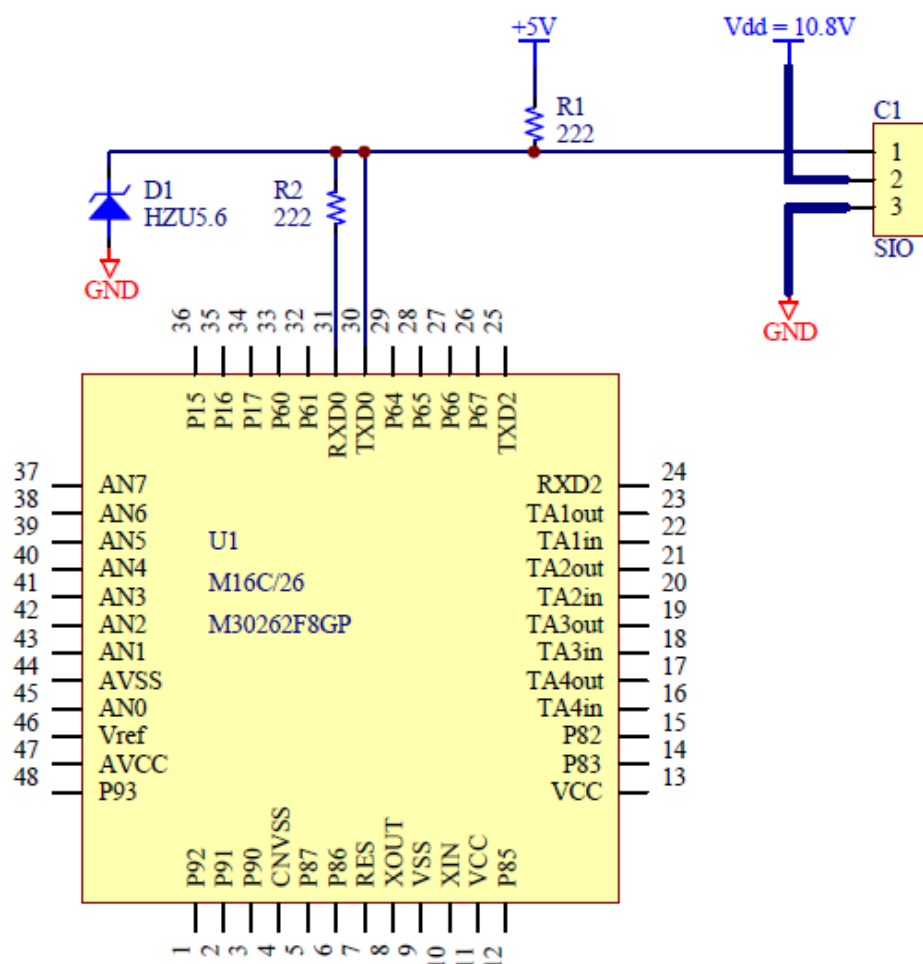 +5V
Vdd = 10.8V
R1
222
C1
1
2
3
SIO
GND
D1
HZU5.6
GND
R2
222
36
35
34
33
32
31
30
29
28
27
26
25
P15
P16
P17
P60
P61
RXD0
TXD0
P64
P65
P66
P67
TXD2
37
AN7
38
AN6
39
AN5
40
AN4
41
AN3
42
AN2
43
AN1
44
AVSS
45
AN0
46
Vref
47
AVCC
48
P93
U1
M16C/26
M30262F8GP
RXD2
24
TA1out
23
TA1in
22
TA2out
21
TA2in
20
TA3out
19
TA3in
18
TA4out
17
TA4in
16
P82
15
P83
14
VCC
13
P92
P91
P90
CNVSS
P87
P86
RES
XOUT
VSS
XIN
VCC
P85
1
2
3
4
5
6
7
8
9
10
11
12